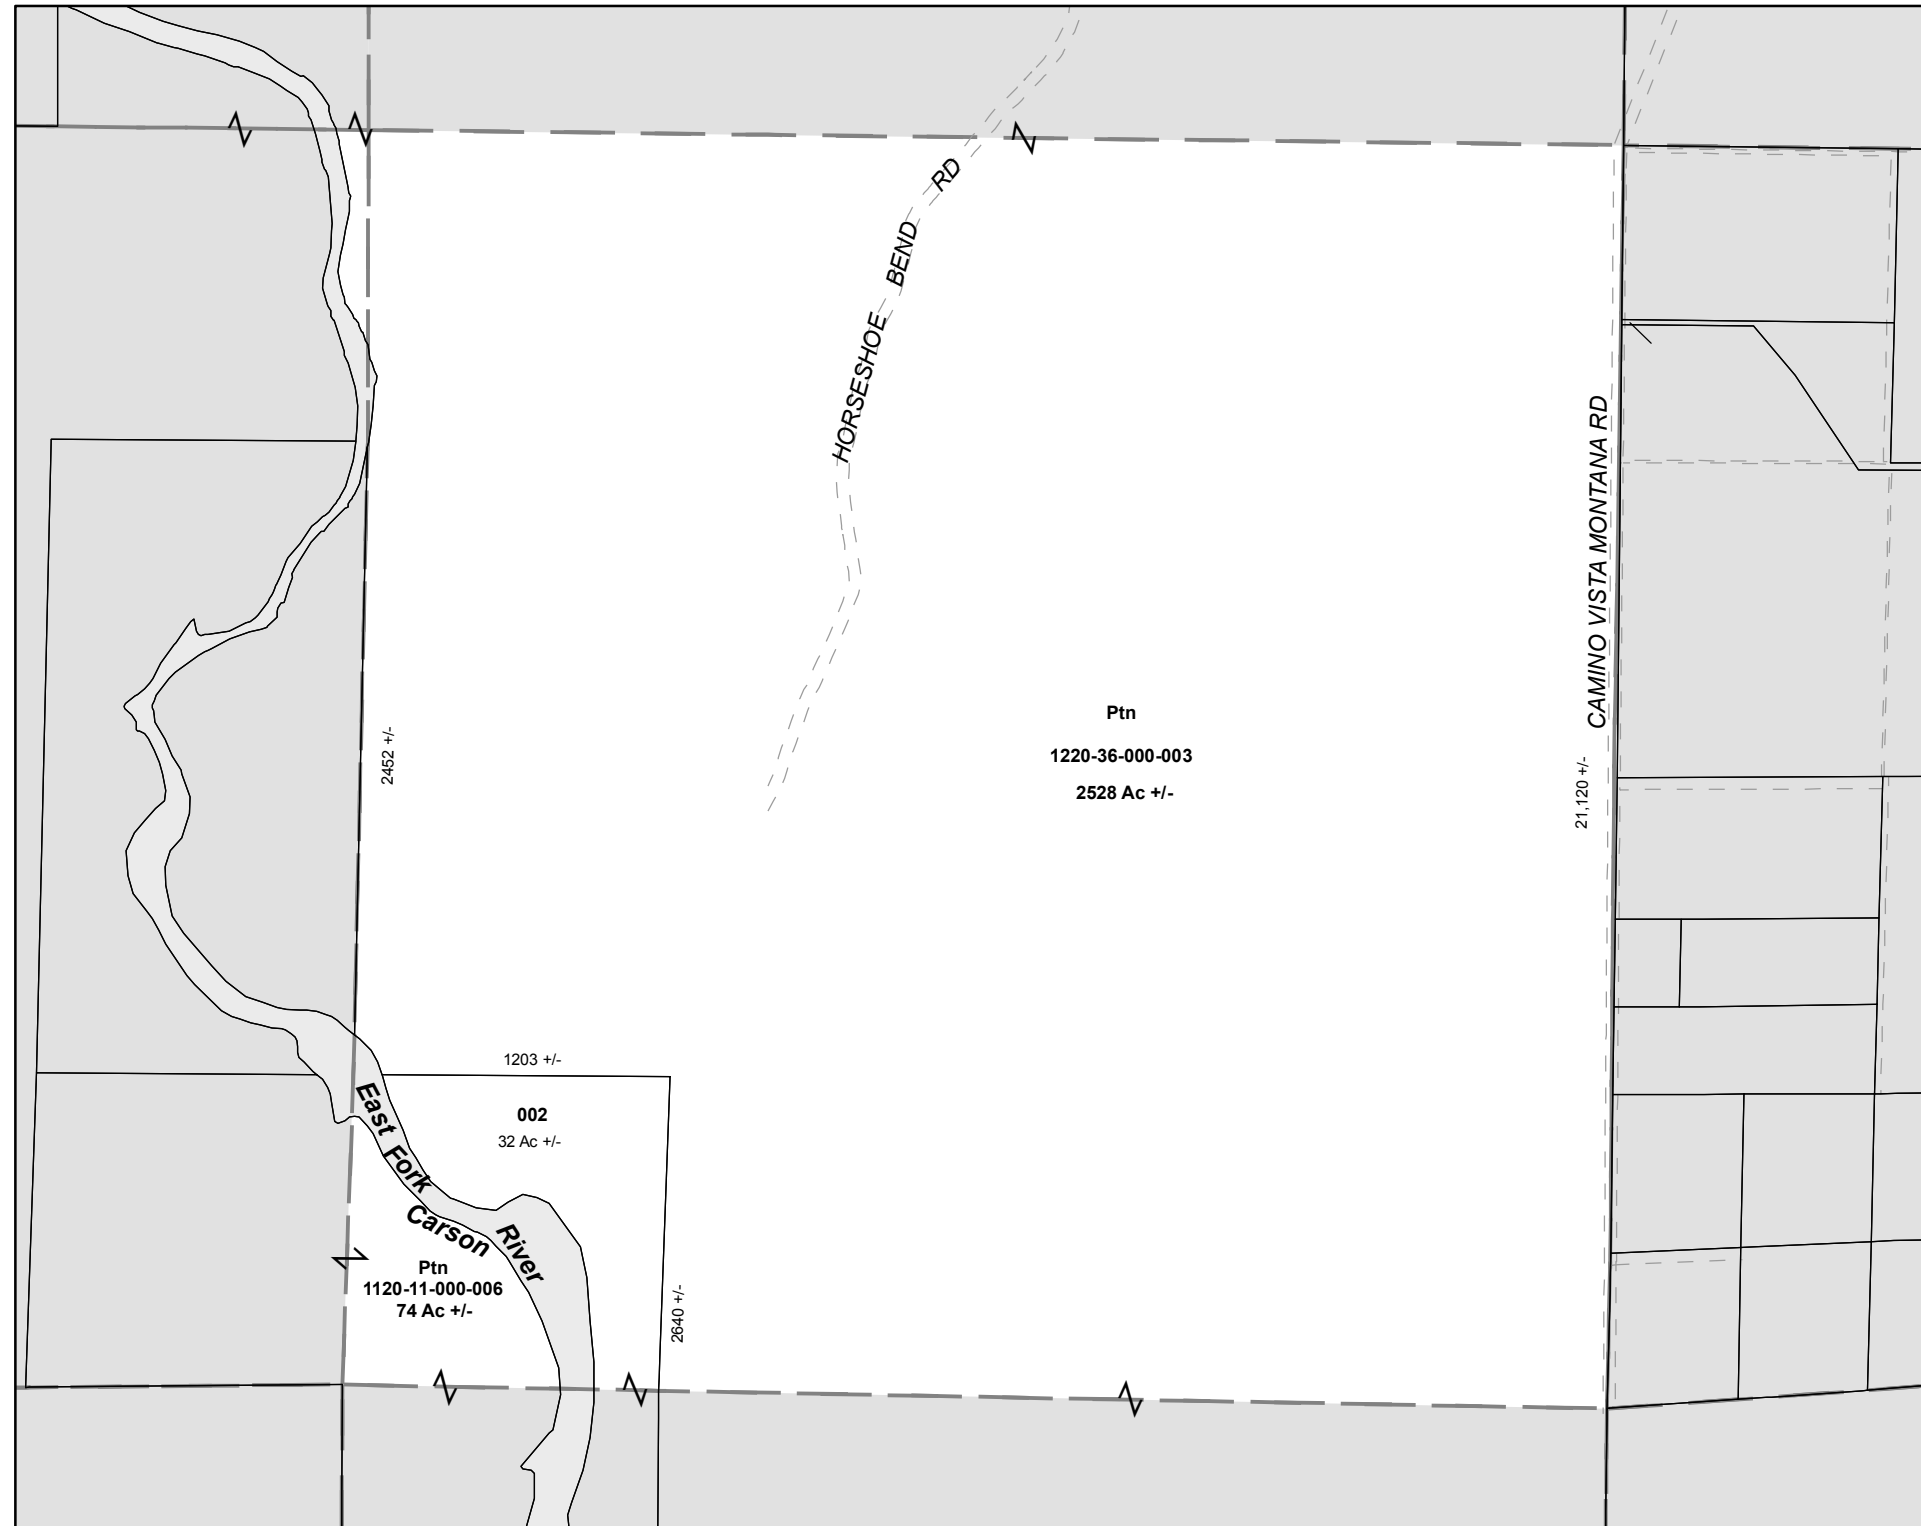 HORSESHOE BEND RD
CAMINO VISTA MONTANA RD
Ptn
1220-36-000-003
2528 Ac +/-
2452 +/-
21,120 +/-
1203 +/-
002
32 Ac +/-
East Fork
Carson River
Ptn
1120-11-000-006
74 Ac +/-
2640 +/-